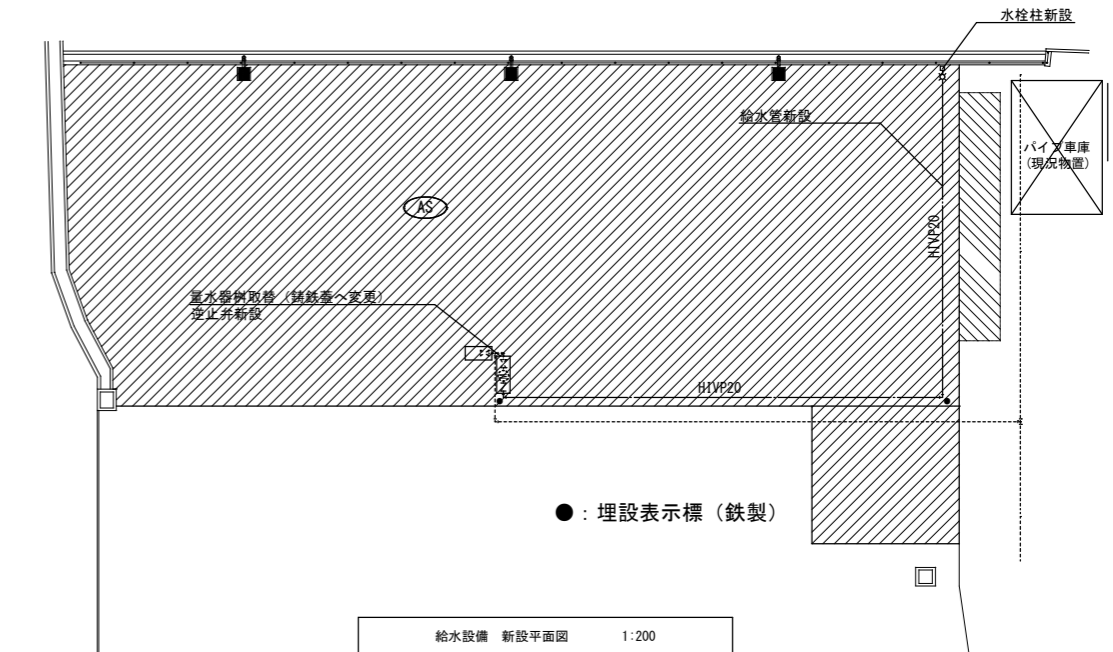 水栓柱新設
給水管新設
パイプ車庫
(現況物置)
AS
HIVP20
量水器桝取替（鋳鉄蓋へ変更）
逆止弁新設
HIVP20
●：埋設表示標（鉄製）
給水設備　新設平面図　1:200